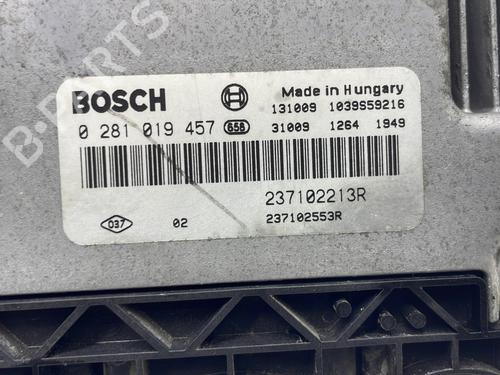 B-PARTS
BOSCH
Made in Hungary
131009 1039S59216
0 281 019 457 658 31009 1264 1949
237102213R
037 02 237102553R